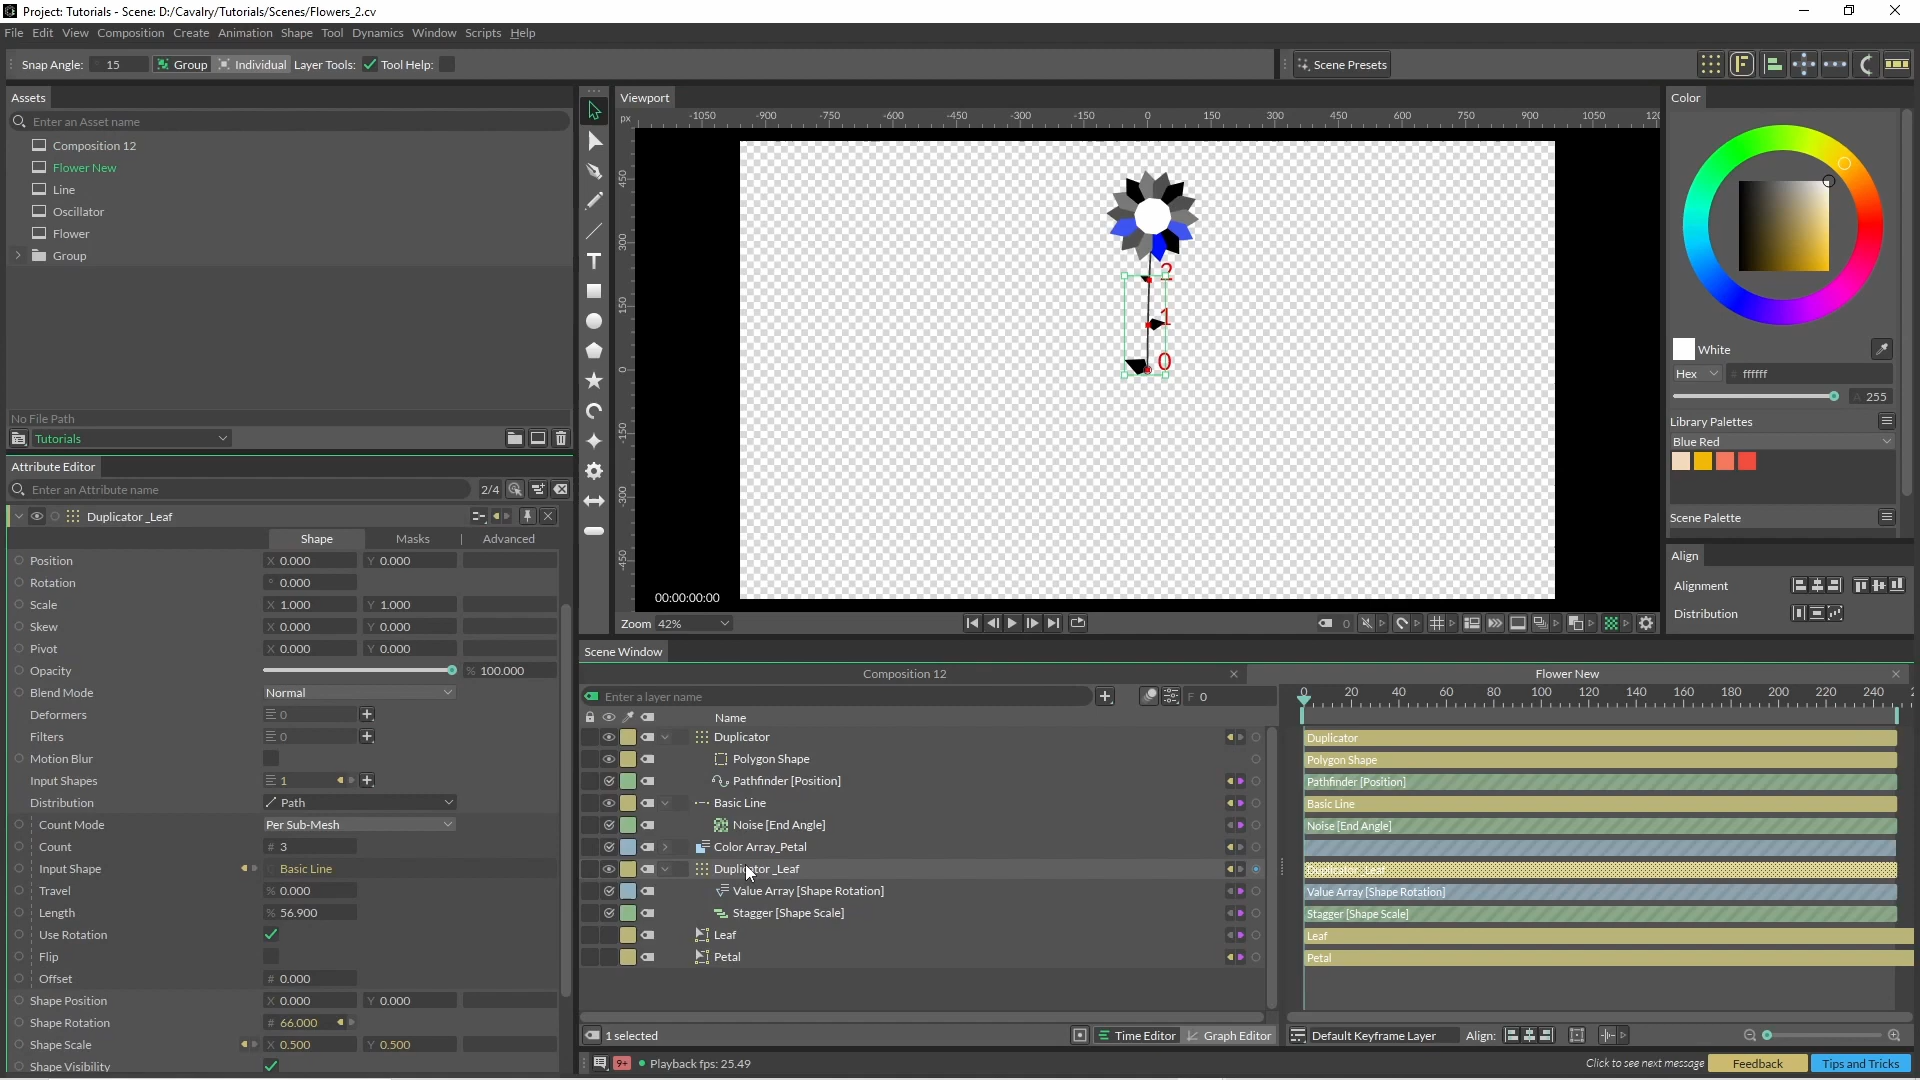 Project: Tutorials - Scene: D:/Cavalry/Tutorials/Scenes/Flowers_2.cv
File Edit View Composition Create Animation Shape Tool Dynamics Window Scripts Help
Snap Angle: 15 Group Individual Layer Tools: Tool Help: Scene Presets
Assets
Enter an Asset name
Composition 12
Flower New
Line
Oscillator
Flower
Group
No File Path
Tutorials
Attribute Editor
Enter an Attribute name 2/4
Duplicator _Leaf
Shape Masks Advanced
Position X 0.000 Y 0.000
Rotation ° 0.000
Scale X 1.000 Y 1.000
Skew X 0.000 Y 0.000
Pivot X 0.000 Y 0.000
Opacity % 100.000
Blend Mode Normal
Deformers 0
Filters 0
Motion Blur
Input Shapes 1
Distribution Path
Count Mode Per Sub-Mesh
Count # 3
Input Shape Basic Line
Travel % 0.000
Length % 56.900
Use Rotation
Flip
Offset # 0.000
Shape Position X 0.000 Y 0.000
Shape Rotation # 66.000
Shape Scale X 0.500 Y 0.500
Shape Visibility
Viewport
px -1050 -900 -750 -600 -450 -300 -150 0 150 300 450 600 750 900 1050 120
450
300
150
0
-150
-300
-450
2
1
0
00:00:00:00
Zoom 42% 0
Color
White
Hex # ffffff
A 255
Library Palettes
Blue Red
Scene Palette
Align
Alignment
Distribution
Scene Window
Composition 12 Flower New
Enter a layer name F 0
0 20 40 60 80 100 120 140 160 180 200 220 240 2
Name
Duplicator
Polygon Shape
Pathfinder [Position]
Basic Line
Noise [End Angle]
Color Array_Petal
Duplicator _Leaf
Value Array [Shape Rotation]
Stagger [Shape Scale]
Leaf
Petal
Duplicator
Polygon Shape
Pathfinder [Position]
Basic Line
Noise [End Angle]
Duplicator _Leaf
Value Array [Shape Rotation]
Stagger [Shape Scale]
Leaf
Petal
1 selected Time Editor Graph Editor Default Keyframe Layer Align:
9+ Playback fps: 25.49 Click to see next message Feedback Tips and Tricks